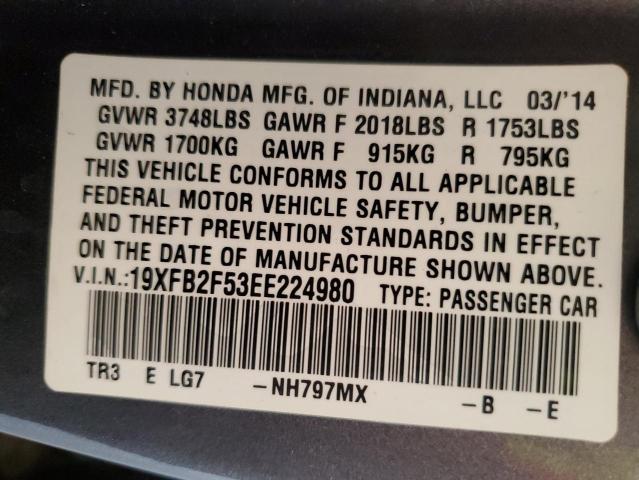 MFD. BY HONDA MFG. OF INDIANA, LLC 03/'14
GVWR 3748LBS GAWR F 2018LBS R 1753LBS
GVWR 1700KG GAWR F 915KG R 795KG
THIS VEHICLE CONFORMS TO ALL APPLICABLE
FEDERAL MOTOR VEHICLE SAFETY, BUMPER,
AND THEFT PREVENTION STANDARDS IN EFFECT
ON THE DATE OF MANUFACTURE SHOWN ABOVE.
V.I.N.:19XFB2F53EE224980 TYPE: PASSENGER CAR
TR3 E LG7 –NH797MX –B –E